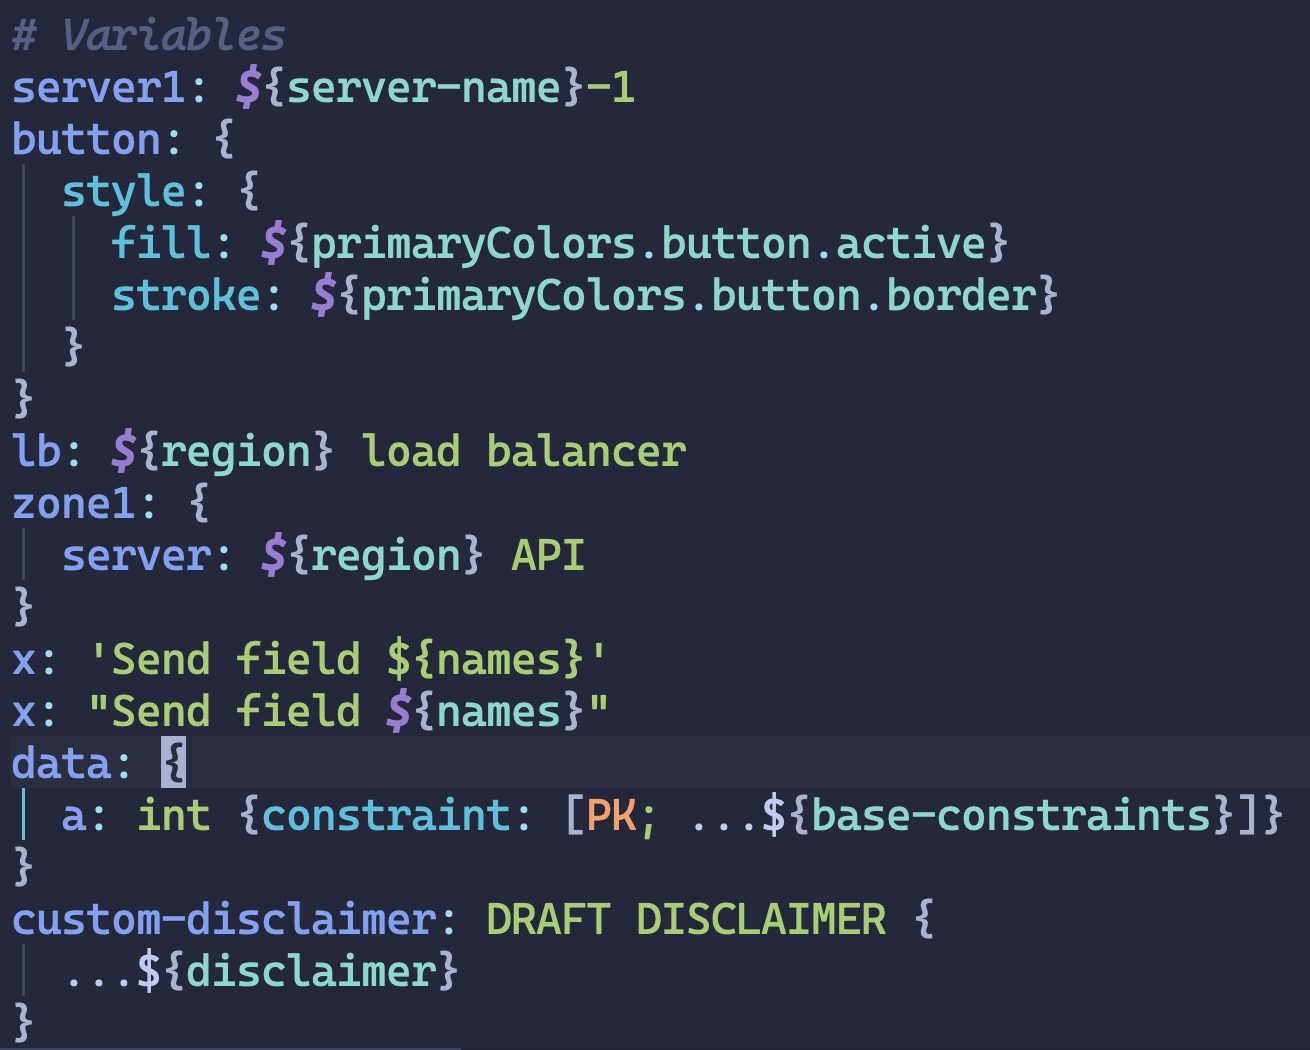 # Variables
server1: ${server-name}-1
button: {
  style: {
    fill: ${primaryColors.button.active}
    stroke: ${primaryColors.button.border}
  }
}
lb: ${region} load balancer
zone1: {
  server: ${region} API
}
x: 'Send field ${names}'
x: "Send field ${names}"
data: {
  a: int {constraint: [PK; ...${base-constraints}]}
}
custom-disclaimer: DRAFT DISCLAIMER {
  ...${disclaimer}
}